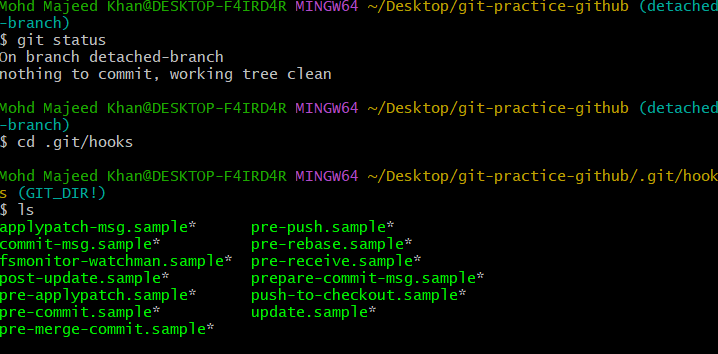 Mohd Majeed Khan@DESKTOP-F4IRD4R MINGW64 ~/Desktop/git-practice-github (detached
-branch)
$ git status
On branch detached-branch
nothing to commit, working tree clean
Mohd Majeed Khan@DESKTOP-F4IRD4R MINGW64 ~/Desktop/git-practice-github (detached
-branch)
$ cd .git/hooks
Mohd Majeed Khan@DESKTOP-F4IRD4R MINGW64 ~/Desktop/git-practice-github/.git/hook
s (GIT_DIR!)
$ ls
applypatch-msg.sample* pre-push.sample*
commit-msg.sample* pre-rebase.sample*
fsmonitor-watchman.sample* pre-receive.sample*
post-update.sample* prepare-commit-msg.sample*
pre-applypatch.sample* push-to-checkout.sample*
pre-commit.sample* update.sample*
pre-merge-commit.sample*